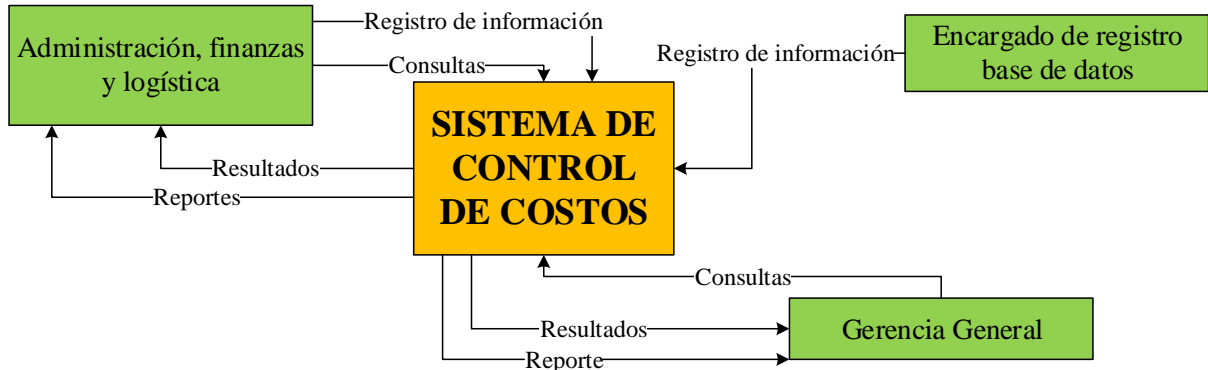 Administración, finanzas
y logística
Registro de información
Consultas
Registro de información
Encargado de registro
base de datos
SISTEMA DE
CONTROL
DE COSTOS
Resultados
Reportes
Consultas
Resultados
Reporte
Gerencia General